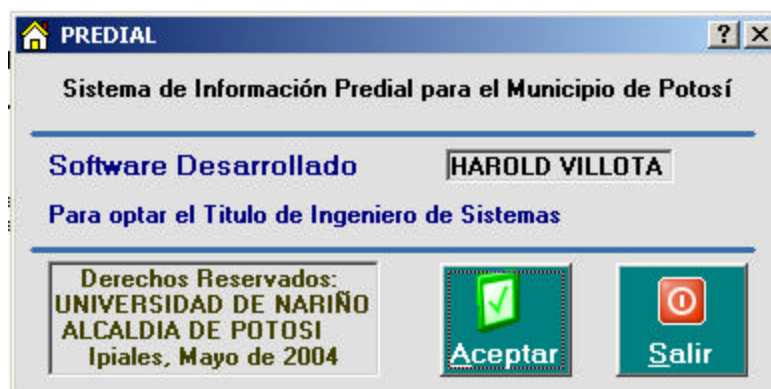 PREDIAL
Sistema de Información Predial para el Municipio de Potosí
Software Desarrollado HAROLD VILLOTA
Para optar el Titulo de Ingeniero de Sistemas
Derechos Reservados:
UNIVERSIDAD DE NARIÑO
ALCALDIA DE POTOSI
Ipiales, Mayo de 2004
Aceptar
Salir